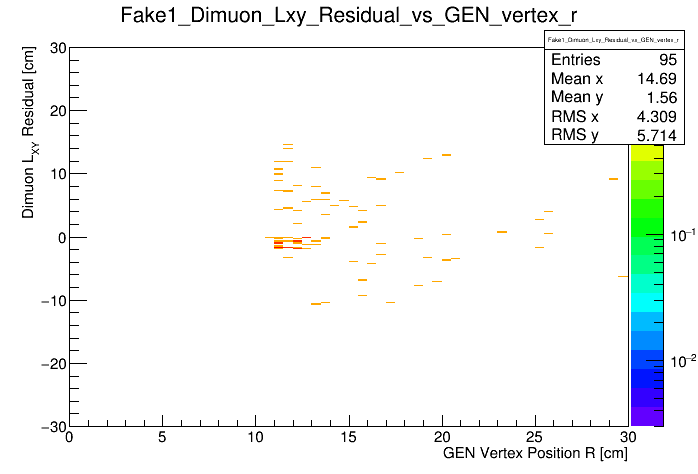 Fake1_Dimuon_Lxy_Residual_vs_GEN_vertex_r
Fake1_Dimuon_Lxy_Residual_vs_GEN_vertex_r
Entries 95
Mean x 14.69
Mean y 1.56
RMS x 4.309
RMS y 5.714
Dimuon LXY Residual [cm]
30
20
10
0
−10
−20
−30
0 5 10 15 20 25 30
GEN Vertex Position R [cm]
10−1
10−2